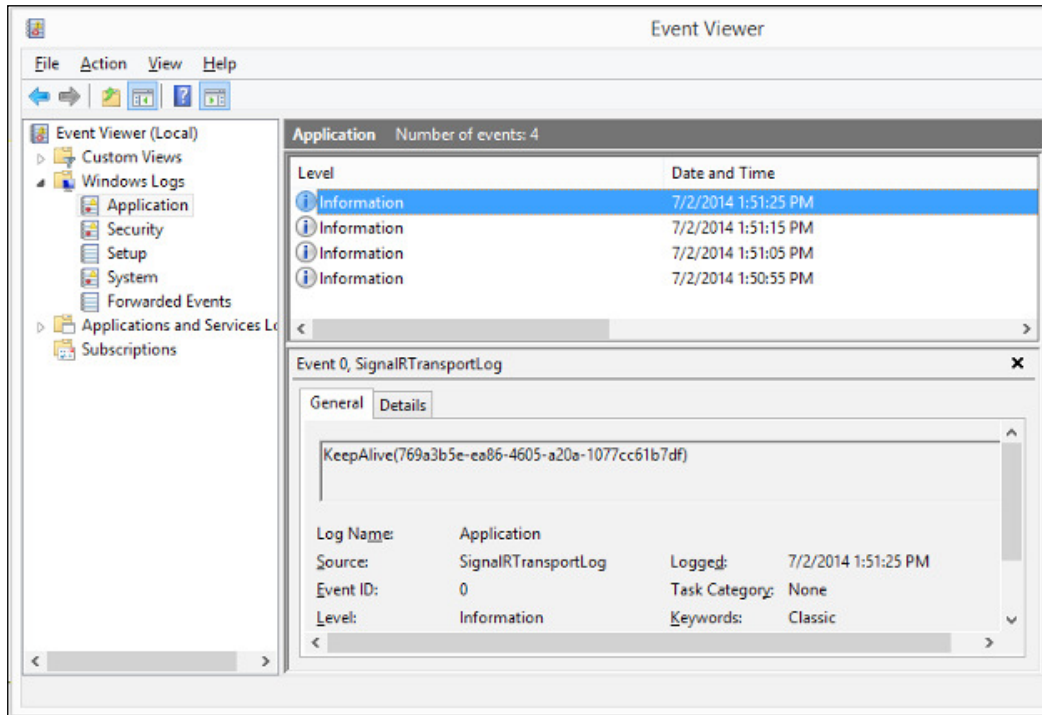 Event Viewer
File Action View Help
Event Viewer (Local)
Custom Views
Windows Logs
Application
Security
Setup
System
Forwarded Events
Applications and Services Lo
Subscriptions
Application Number of events: 4
Level Date and Time
Information 7/2/2014 1:51:25 PM
Information 7/2/2014 1:51:15 PM
Information 7/2/2014 1:51:05 PM
Information 7/2/2014 1:50:55 PM
Event 0, SignalRTransportLog
General Details
KeepAlive(769a3b5e-ea86-4605-a20a-1077cc61b7df)
Log Name: Application
Source: SignalRTransportLog Logged: 7/2/2014 1:51:25 PM
Event ID: 0 Task Category: None
Level: Information Keywords: Classic